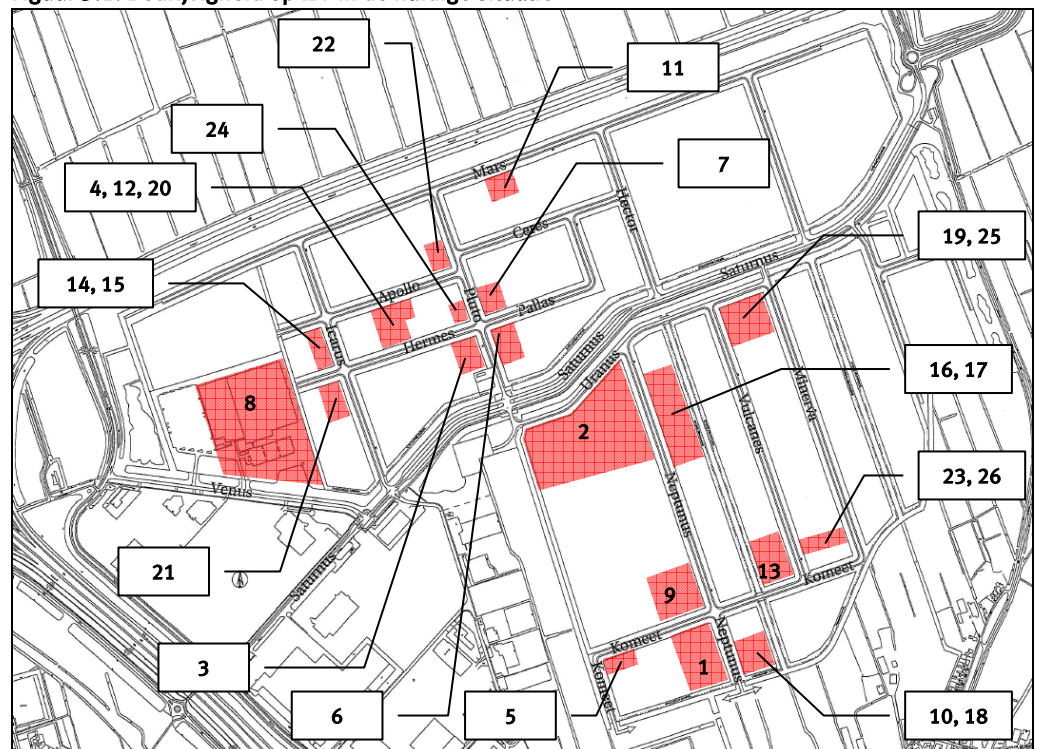 22
11
24
7
4, 12, 20
Mars
Hector
Ceres
19, 25
14, 15
Saturnus
Apollo
Pluto
Pallas
Icarus
Hermes
Saturnus
Uranus
16, 17
Minerva
Vulcanes
8
2
23, 26
Venus
Neptunus
21
Saturnus
13
Komeet
9
Komeet
Neptunus
3
1
Komeet
6
5
10, 18